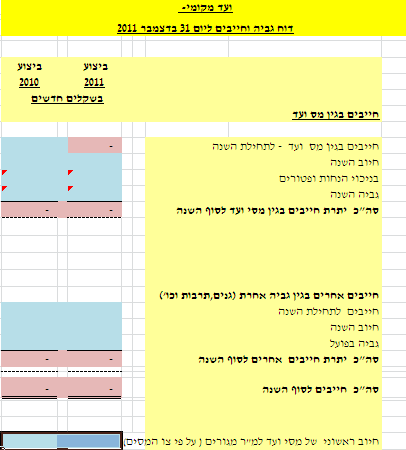 ועד מקומי-
דוח גביה וחייבים ליום 31 בדצמבר 2011
ביצוע ביצוע
2011 2010
בשקלים חדשים
חייבים בגין מס ועד
חייבים בגין מס ועד - לתחילת השנה -
חיוב השנה
בניכוי הנחות ופטורים
גביה השנה
סה״כ יתרת חייבים בגין מסי ועד לסוף השנה - -
חייבים אחרים בגין גביה אחרת (גנים,תרבות וכו׳)
חייבים לתחילת השנה
חיוב השנה
גביה בפועל
סה״כ יתרת חייבים אחרים לסוף השנה - -
סה״כ חייבים לסוף השנה - -
חיוב ראשוני של מסי ועד למ״ר מגורים ( על פי צו המסים)